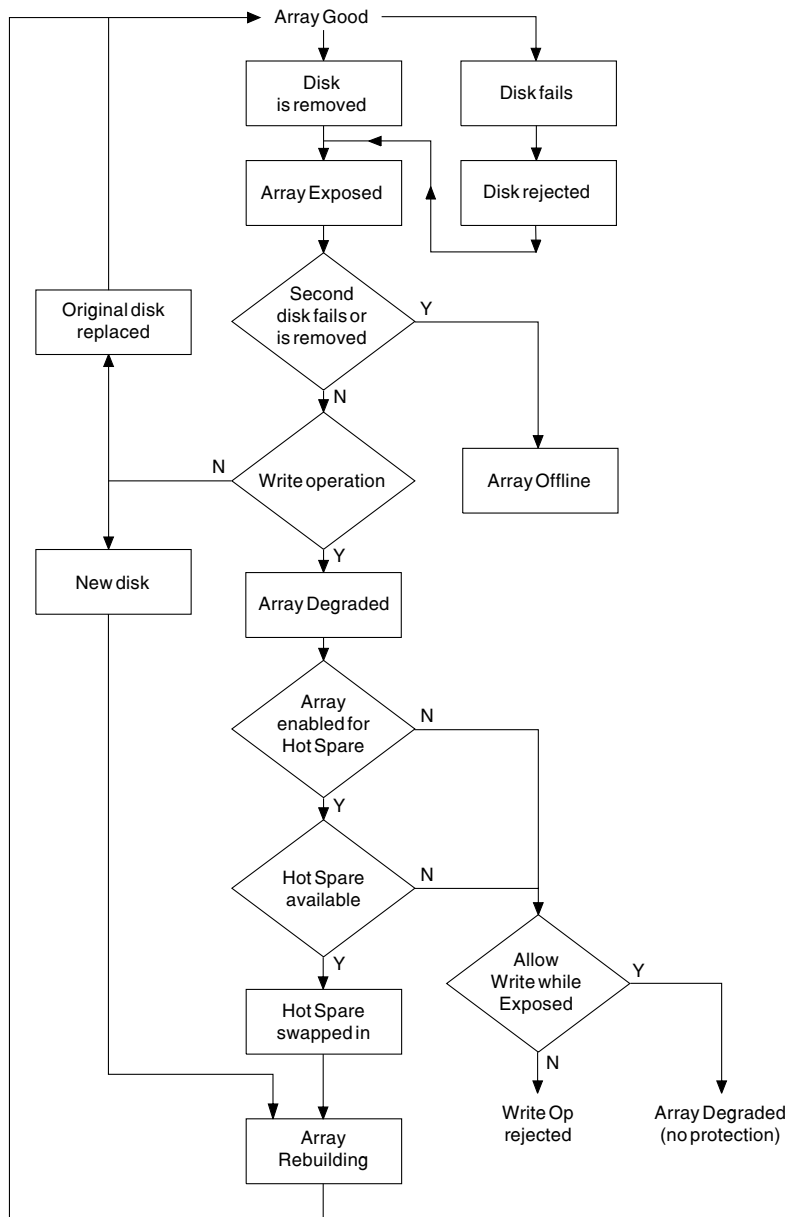 Array Good
Disk
is removed
Disk fails
Array Exposed
Disk rejected
Second
disk fails or
is removed
Y
N
Original disk
replaced
N
Write operation
Y
Array Offline
New disk
Array Degraded
Array
enabled for
Hot Spare
N
Y
Hot Spare
available
N
Y
Allow
Write while
Exposed
Y
N
Hot Spare
swapped in
Write Op
rejected
Array Degraded
(no protection)
Array
Rebuilding